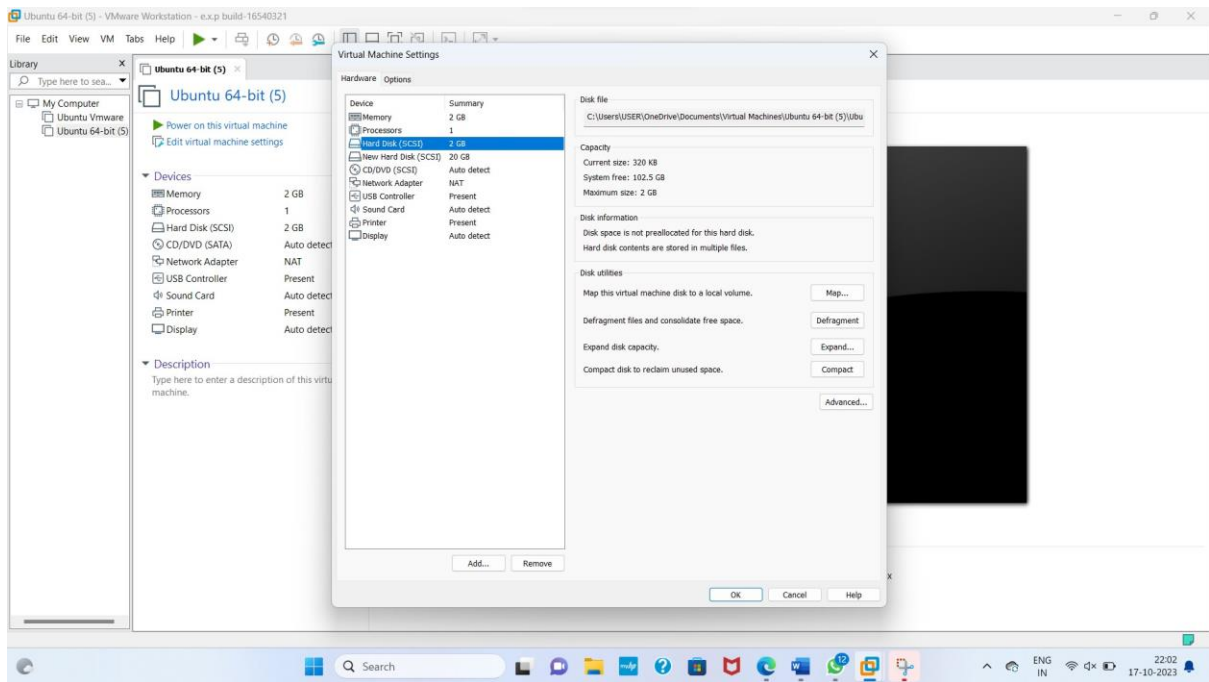 Ubuntu 64-bit (5) - VMware Workstation - e.x.p build-16540321
File Edit View VM Tabs Help
Library X
Type here to sea...
My Computer
Ubuntu Vmware
Ubuntu 64-bit (5)
Ubuntu 64-bit (5)
Ubuntu 64-bit (5)
Power on this virtual machine
Edit virtual machine settings
Devices
Memory 2 GB
Processors 1
Hard Disk (SCSI) 2 GB
CD/DVD (SATA) Auto detect
Network Adapter NAT
USB Controller Present
Sound Card Auto detect
Printer Present
Display Auto detect
Description
Type here to enter a description of this virtu
machine.
Virtual Machine Settings
Hardware Options
Device Summary
Memory 2 GB
Processors 1
Hard Disk (SCSI) 2 GB
New Hard Disk (SCSI) 20 GB
CD/DVD (SCSI) Auto detect
Network Adapter NAT
USB Controller Present
Sound Card Auto detect
Printer Present
Display Auto detect
Add... Remove
Disk file
C:\Users\USER\OneDrive\Documents\Virtual Machines\Ubuntu 64-bit (5)\Ubu
Capacity
Current size: 320 KB
System free: 102.5 GB
Maximum size: 2 GB
Disk information
Disk space is not preallocated for this hard disk.
Hard disk contents are stored in multiple files.
Disk utilities
Map this virtual machine disk to a local volume. Map...
Defragment files and consolidate free space. Defragment
Expand disk capacity. Expand...
Compact disk to reclaim unused space. Compact
Advanced...
OK Cancel Help
x
Search
12
ENG
IN
22:02
17-10-2023